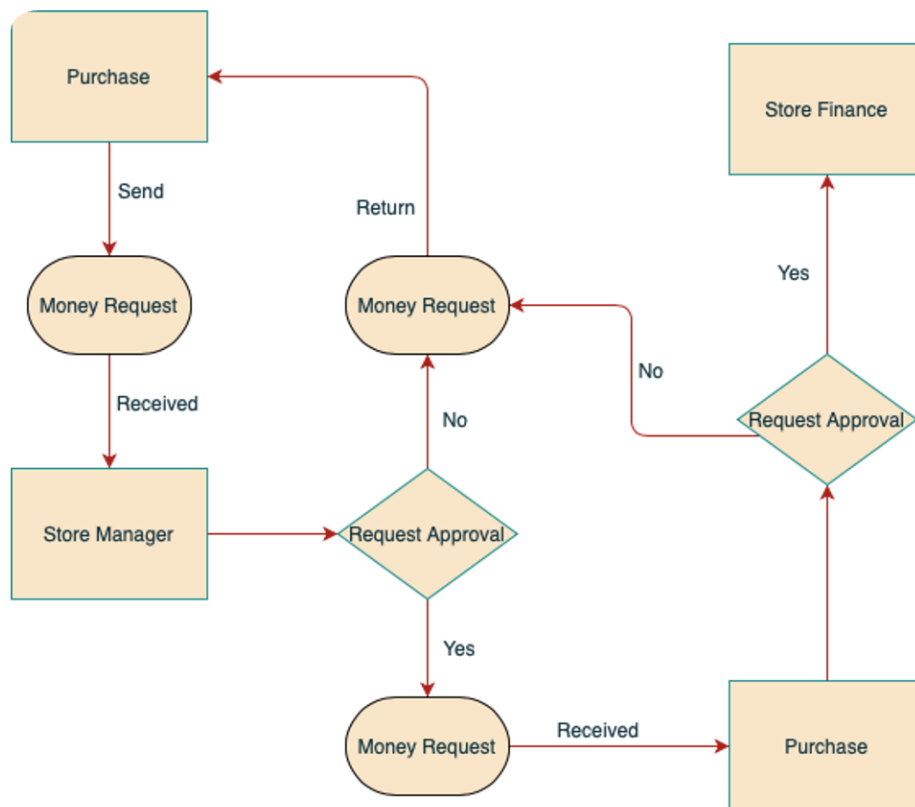 Purchase
Store Finance
Send
Return
Yes
Money Request
Money Request
No
Received
No
Request Approval
Store Manager
Request Approval
Yes
Received
Money Request
Purchase